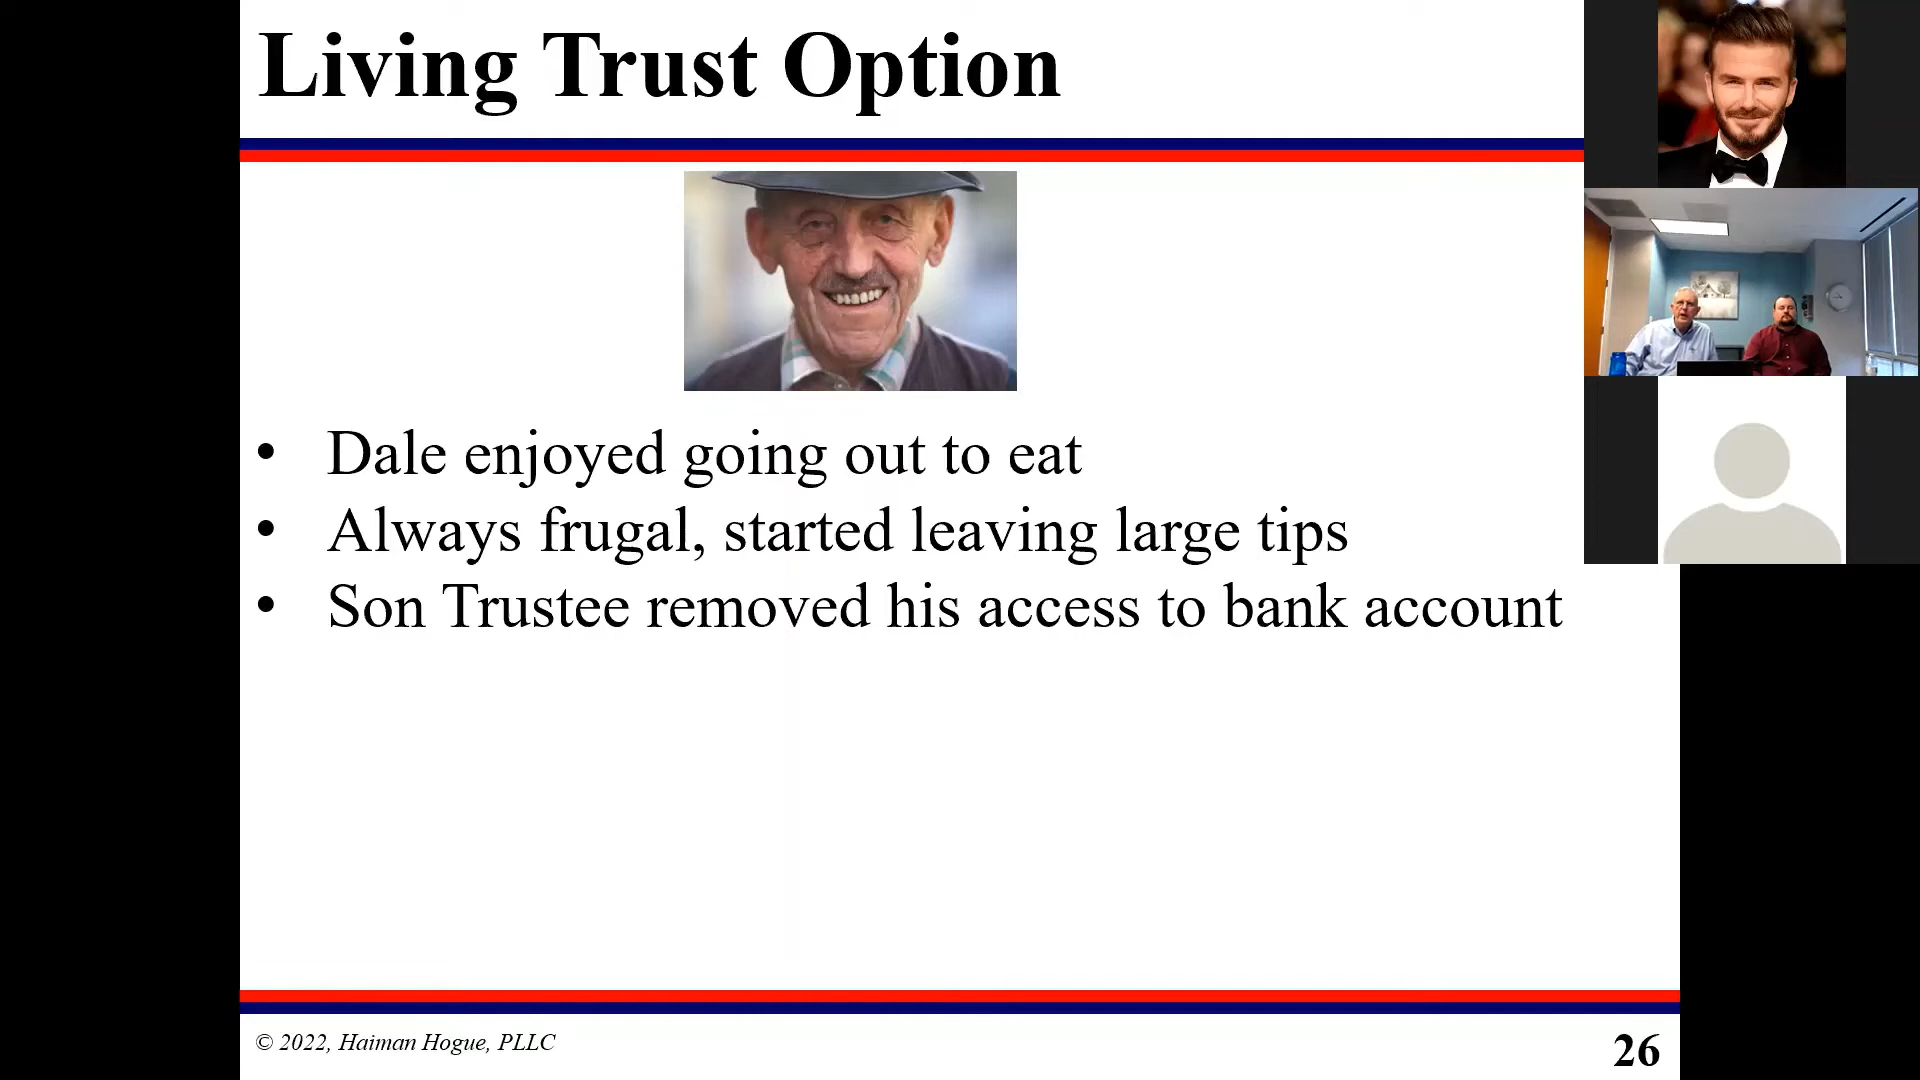 Living Trust Option
• Dale enjoyed going out to eat
• Always frugal, started leaving large tips
• Son Trustee removed his access to bank account
© 2022, Haiman Hogue, PLLC
26